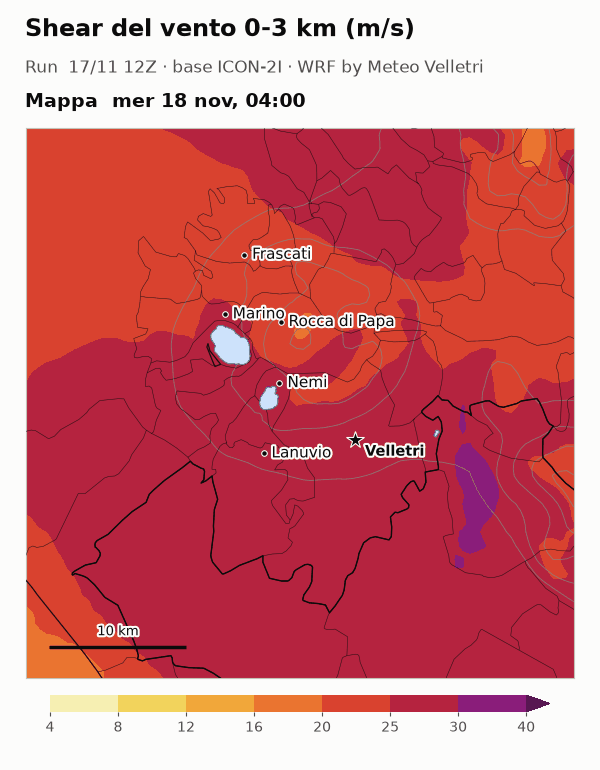 Shear del vento 0-3 km (m/s)
Run  17/11 12Z · base ICON-2I · WRF by Meteo Velletri
Mappa  mer 18 nov, 04:00
Frascati
Marino
Rocca di Papa
Nemi
Velletri
Lanuvio
10 km
4 8 12 16 20 25 30 40